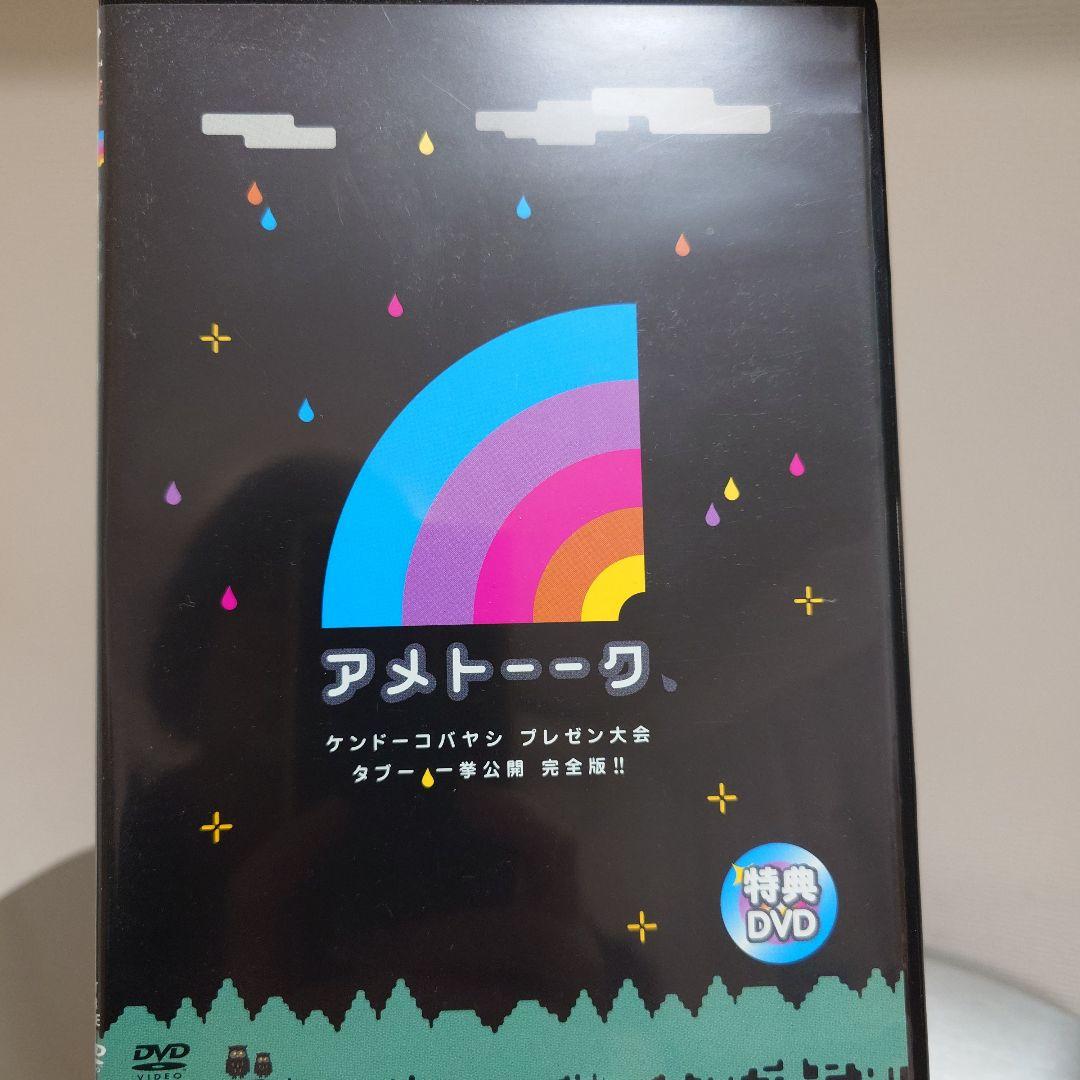 アメトーーク
ケンドーコバヤシ プレゼン大会
タブー 一挙公開 完全版!!
特典
DVD
DVD
VIDEO